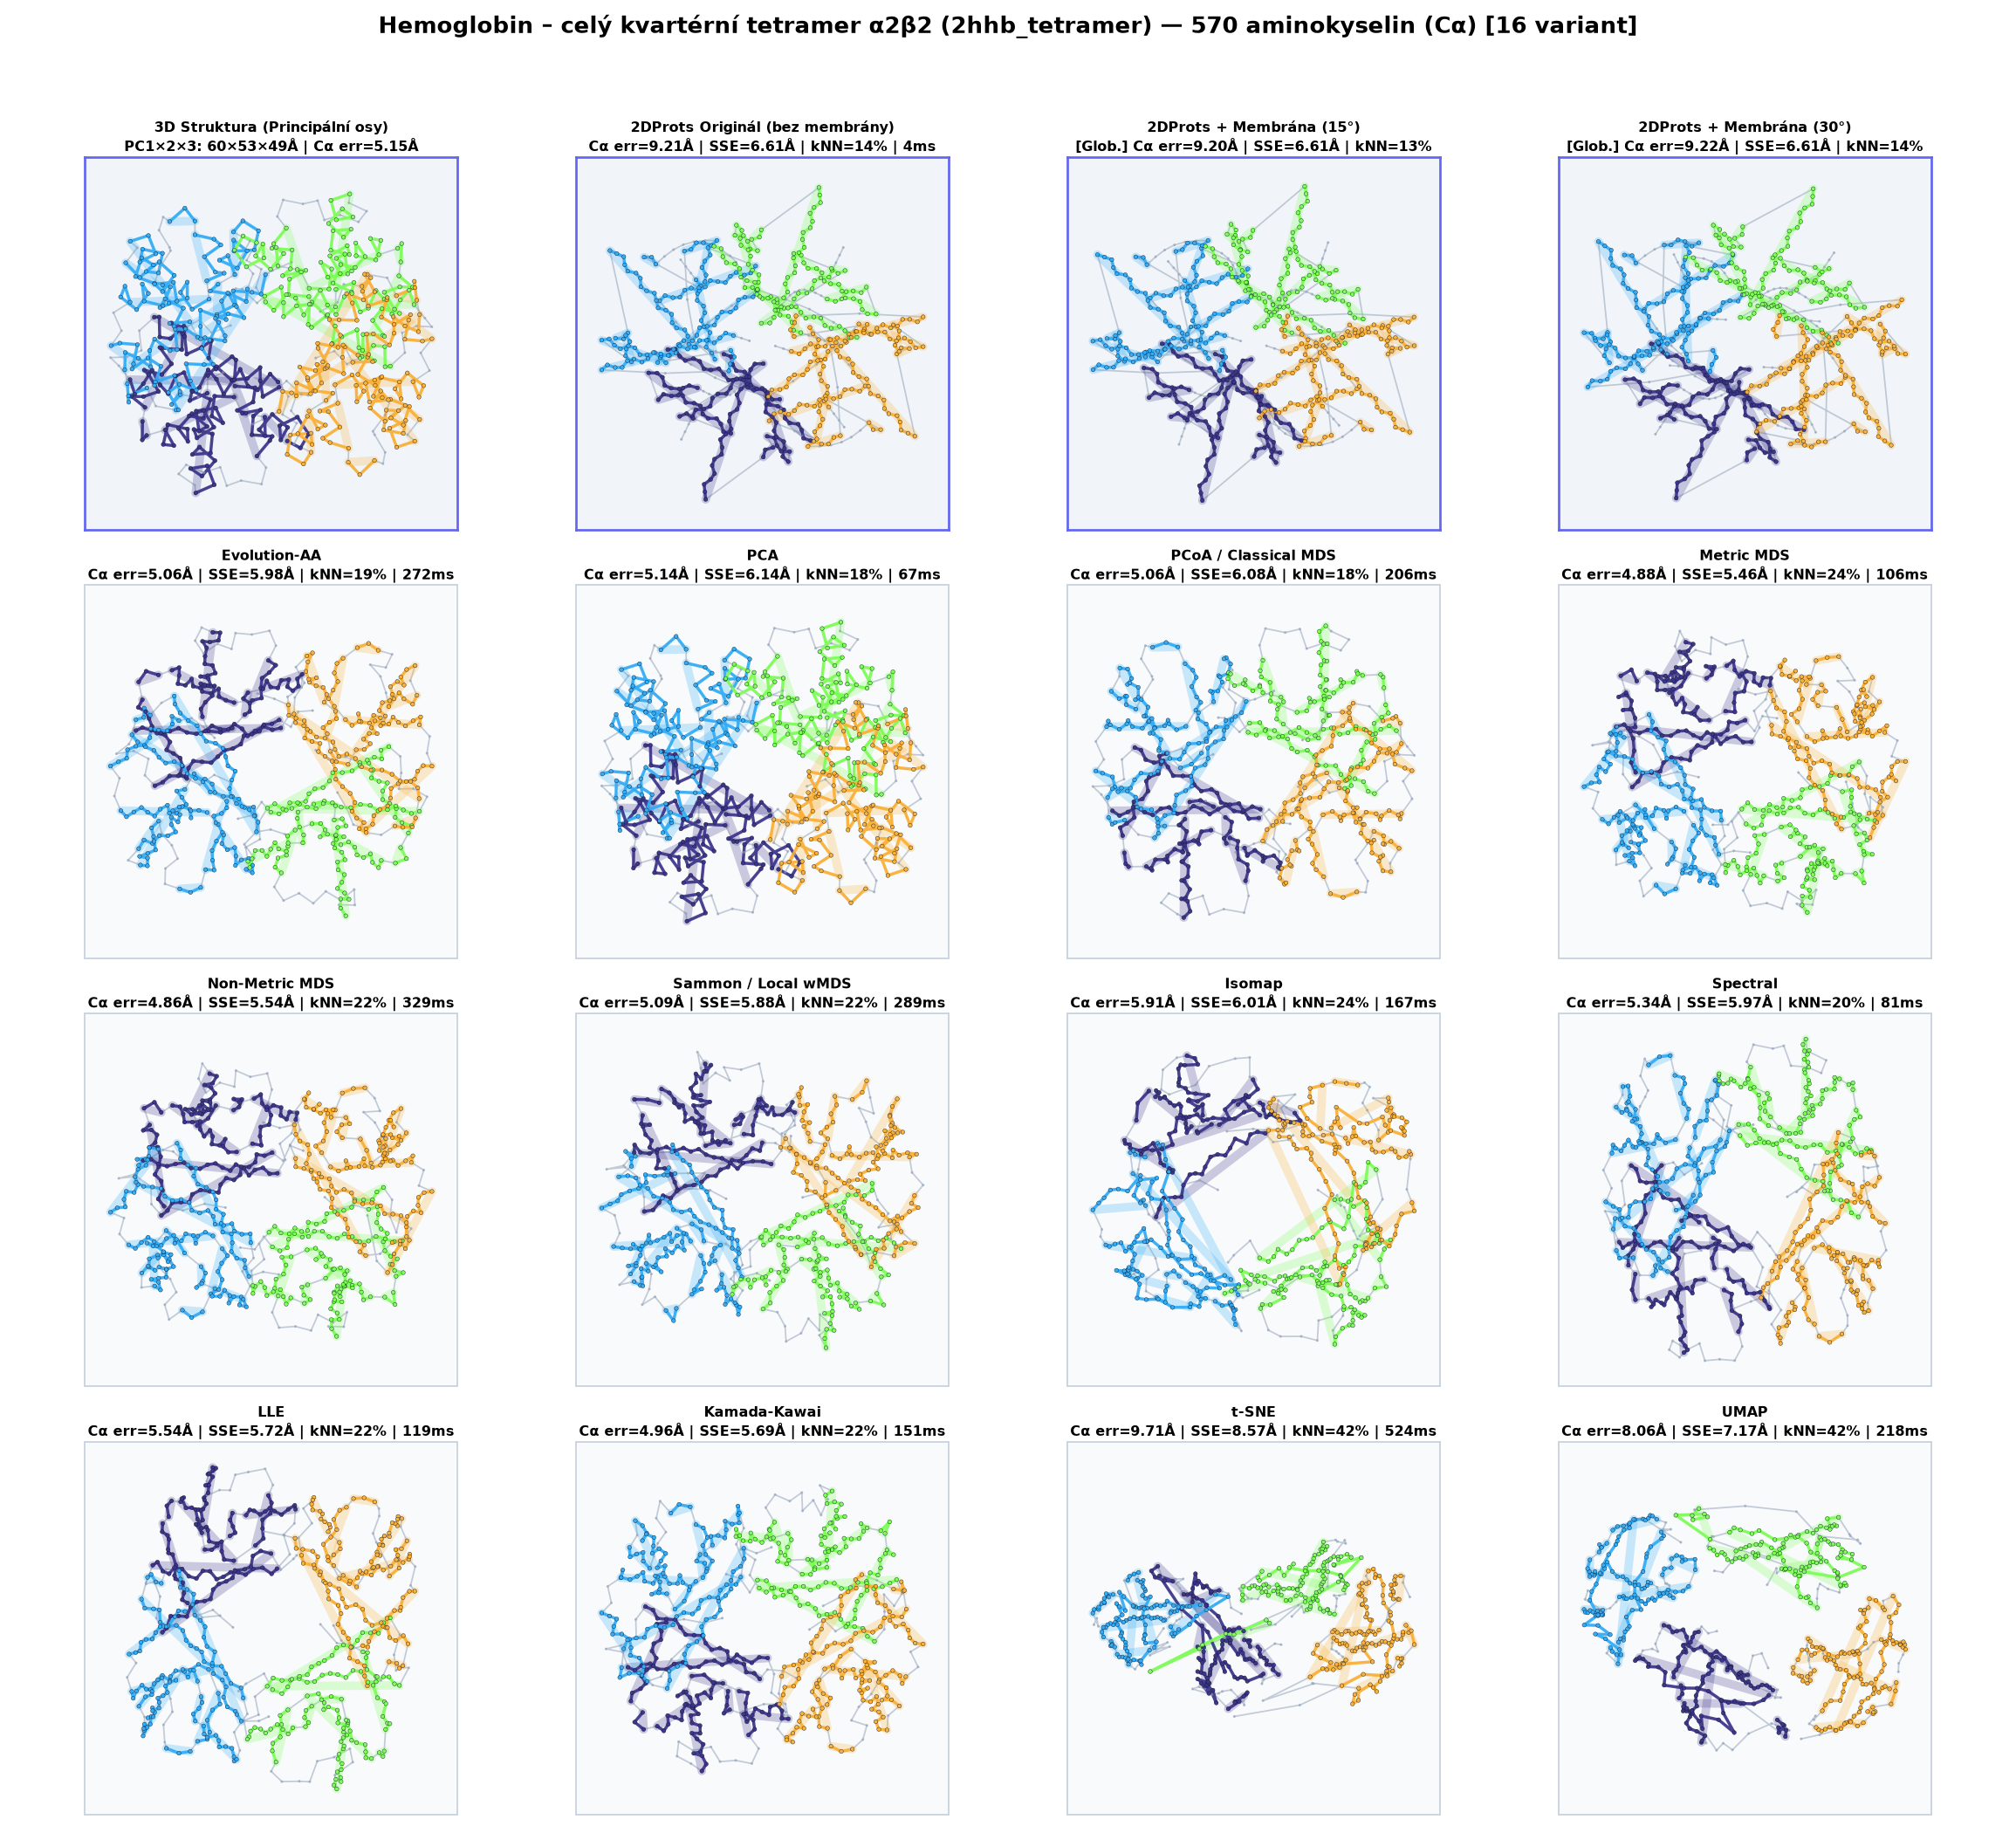 Hemoglobin – celý kvartérní tetramer α2β2 (2hhb_tetramer) — 570 aminokyselin (Cα) [16 variant]
3D Struktura (Principální osy)
PC1×2×3: 60×53×49Å | Cα err=5.15Å
2DProts Originál (bez membrány)
Cα err=9.21Å | SSE=6.61Å | kNN=14% | 4ms
2DProts + Membrána (15°)
[Glob.] Cα err=9.20Å | SSE=6.61Å | kNN=13%
2DProts + Membrána (30°)
[Glob.] Cα err=9.22Å | SSE=6.61Å | kNN=14%
Evolution-AA
Cα err=5.06Å | SSE=5.98Å | kNN=19% | 272ms
PCA
Cα err=5.14Å | SSE=6.14Å | kNN=18% | 67ms
PCoA / Classical MDS
Cα err=5.06Å | SSE=6.08Å | kNN=18% | 206ms
Metric MDS
Cα err=4.88Å | SSE=5.46Å | kNN=24% | 106ms
Non-Metric MDS
Cα err=4.86Å | SSE=5.54Å | kNN=22% | 329ms
Sammon / Local wMDS
Cα err=5.09Å | SSE=5.88Å | kNN=22% | 289ms
Isomap
Cα err=5.91Å | SSE=6.01Å | kNN=24% | 167ms
Spectral
Cα err=5.34Å | SSE=5.97Å | kNN=20% | 81ms
LLE
Cα err=5.54Å | SSE=5.72Å | kNN=22% | 119ms
Kamada-Kawai
Cα err=4.96Å | SSE=5.69Å | kNN=22% | 151ms
t-SNE
Cα err=9.71Å | SSE=8.57Å | kNN=42% | 524ms
UMAP
Cα err=8.06Å | SSE=7.17Å | kNN=42% | 218ms